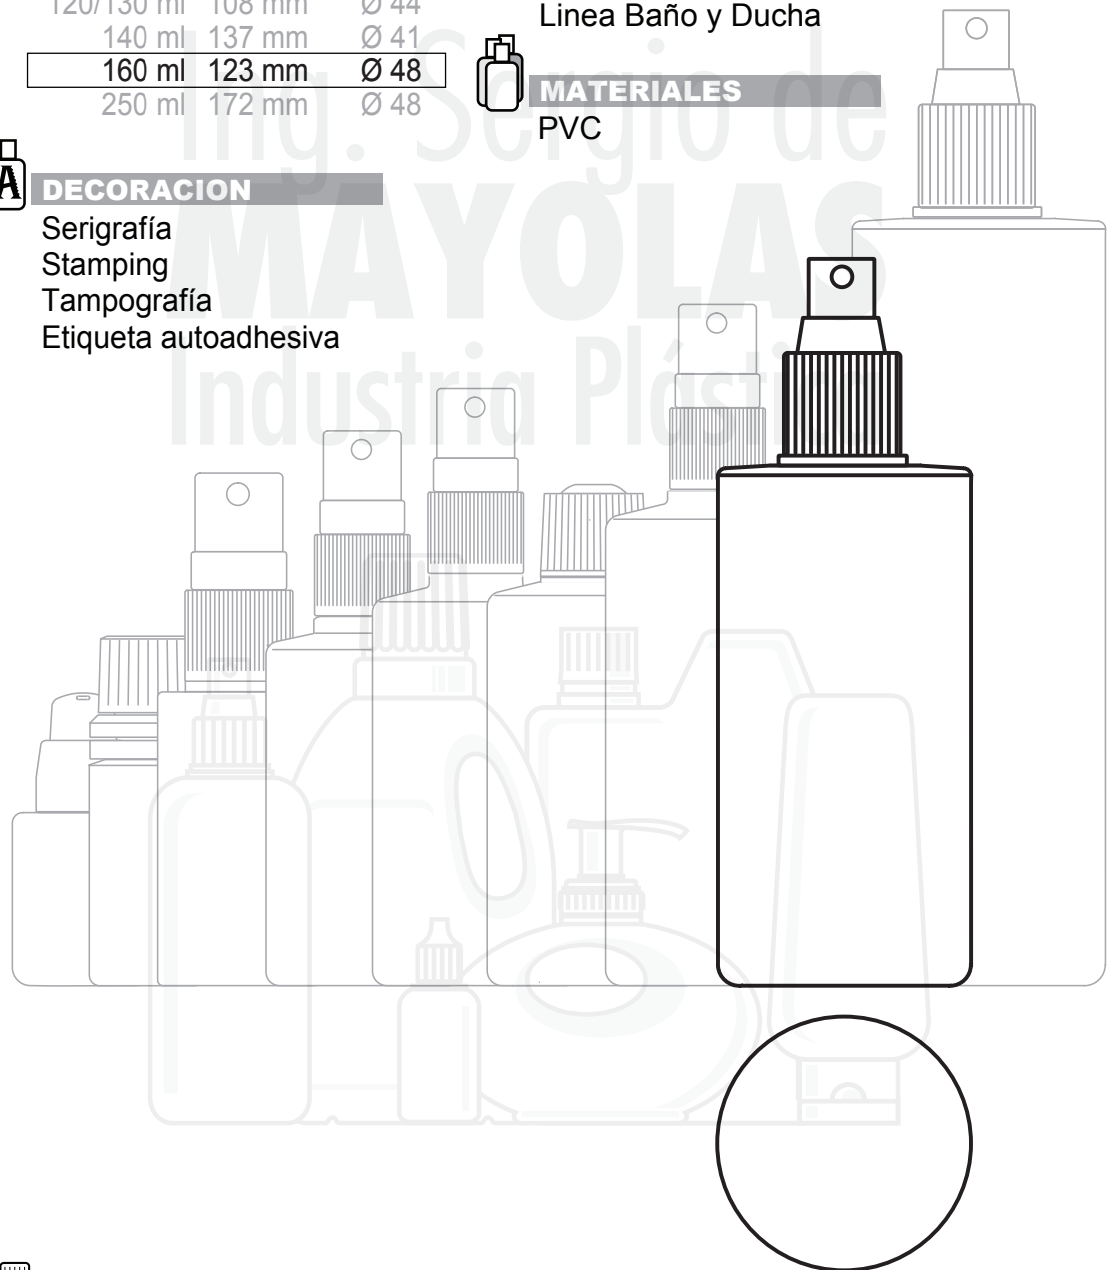 120/130 ml 108 mm Ø 44
140 ml 137 mm Ø 41
160 ml 123 mm Ø 48
250 ml 172 mm Ø 48
Linea Baño y Ducha
MATERIALES
PVC
A DECORACION
Serigrafía
Stamping
Tampografía
Etiqueta autoadhesiva
Ing. Sergio de
MAYOLAS
Industria Plástica